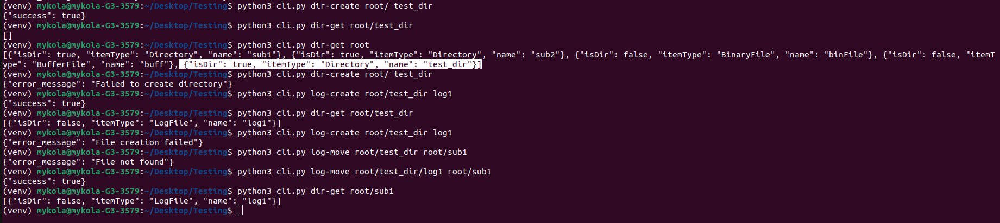 (venv) mykola@mykola-G3-3579:~/Desktop/Testing$ python3 cli.py dir-create root/ test_dir
{"success": true}
(venv) mykola@mykola-G3-3579:~/Desktop/Testing$ python3 cli.py dir-get root/test_dir
[]
(venv) mykola@mykola-G3-3579:~/Desktop/Testing$ python3 cli.py dir-get root
[{"isDir": true, "itemType": "Directory", "name": "sub1"}, {"isDir": true, "itemType": "Directory", "name": "sub2"}, {"isDir": false, "itemType": "BinaryFile", "name": "binFile"}, {"isDir": false, "itemT
ype": "BufferFile", "name": "buff"}, {"isDir": true, "itemType": "Directory", "name": "test_dir"}]
(venv) mykola@mykola-G3-3579:~/Desktop/Testing$ python3 cli.py dir-create root/ test_dir
{"error_message": "Failed to create directory"}
(venv) mykola@mykola-G3-3579:~/Desktop/Testing$ python3 cli.py log-create root/test_dir log1
{"success": true}
(venv) mykola@mykola-G3-3579:~/Desktop/Testing$ python3 cli.py dir-get root/test_dir
[{"isDir": false, "itemType": "LogFile", "name": "log1"}]
(venv) mykola@mykola-G3-3579:~/Desktop/Testing$ python3 cli.py log-create root/test_dir log1
{"error_message": "File creation failed"}
(venv) mykola@mykola-G3-3579:~/Desktop/Testing$ python3 cli.py log-move root/test_dir root/sub1
{"error_message": "File not found"}
(venv) mykola@mykola-G3-3579:~/Desktop/Testing$ python3 cli.py log-move root/test_dir/log1 root/sub1
{"success": true}
(venv) mykola@mykola-G3-3579:~/Desktop/Testing$ python3 cli.py dir-get root/sub1
[{"isDir": false, "itemType": "LogFile", "name": "log1"}]
(venv) mykola@mykola-G3-3579:~/Desktop/Testing$